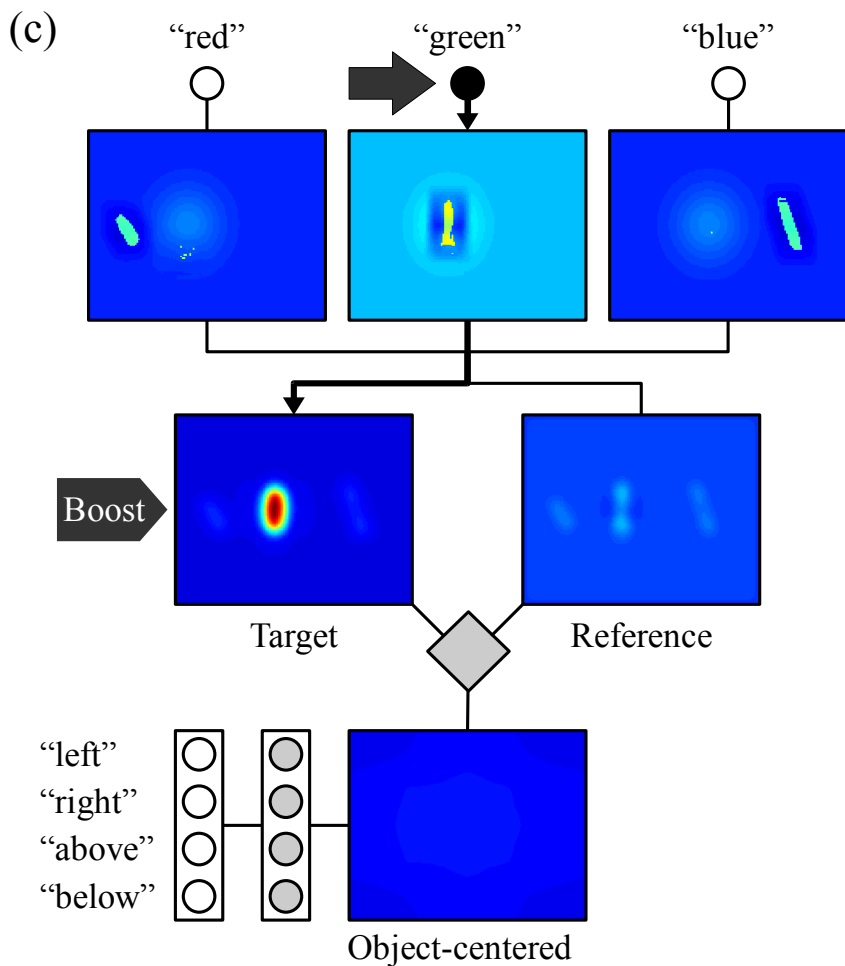 (c)
“red” “green” “blue”
Boost
Target Reference
“left”
“right”
“above”
“below”
Object-centered